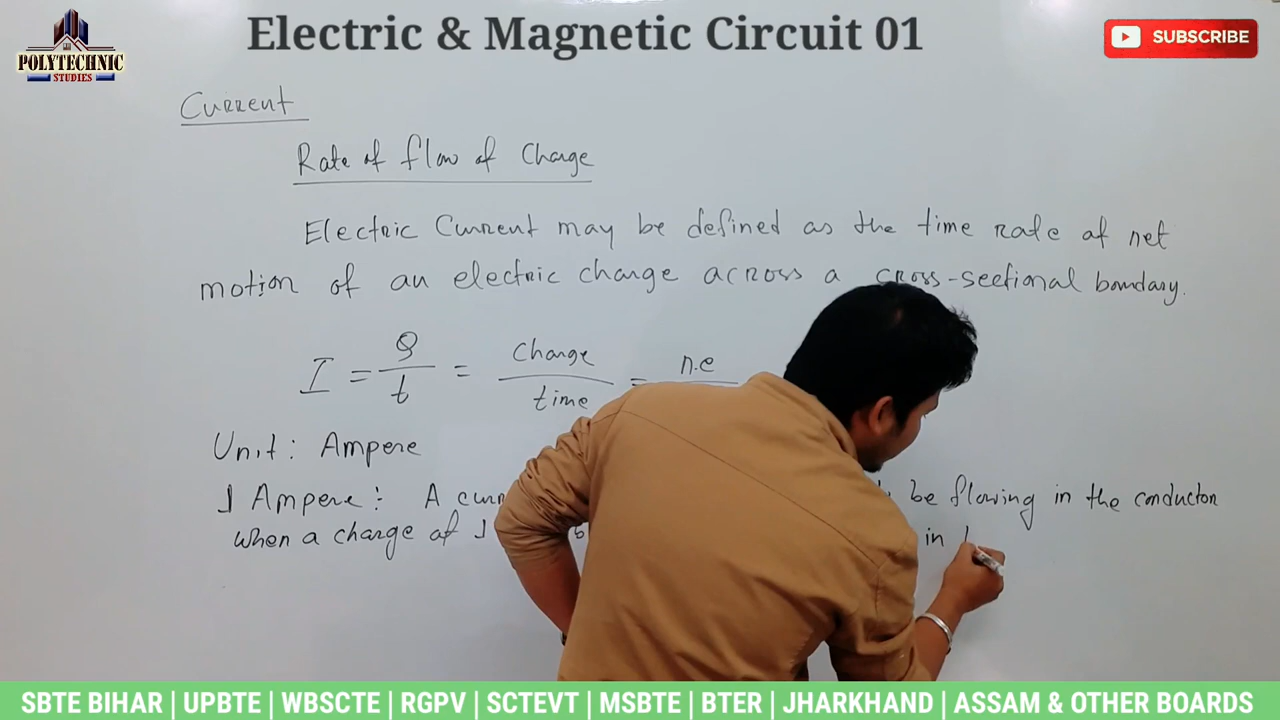 Electric & Magnetic Circuit 01
POLYTECHNIC
STUDIES
SUBSCRIBE
Current
Rate of flow of Charge
Electric Current may be defined as the time rate of net
motion of an electric charge across a cross-sectional boundary.
I = Q/t = charge/time = n.e
Unit: Ampere
1 Ampere: A be flowing in the conductor
when a charge of 1 in
SBTE BIHAR | UPBTE | WBSCTE | RGPV | SCTEVT | MSBTE | BTER | JHARKHAND | ASSAM & OTHER BOARDS